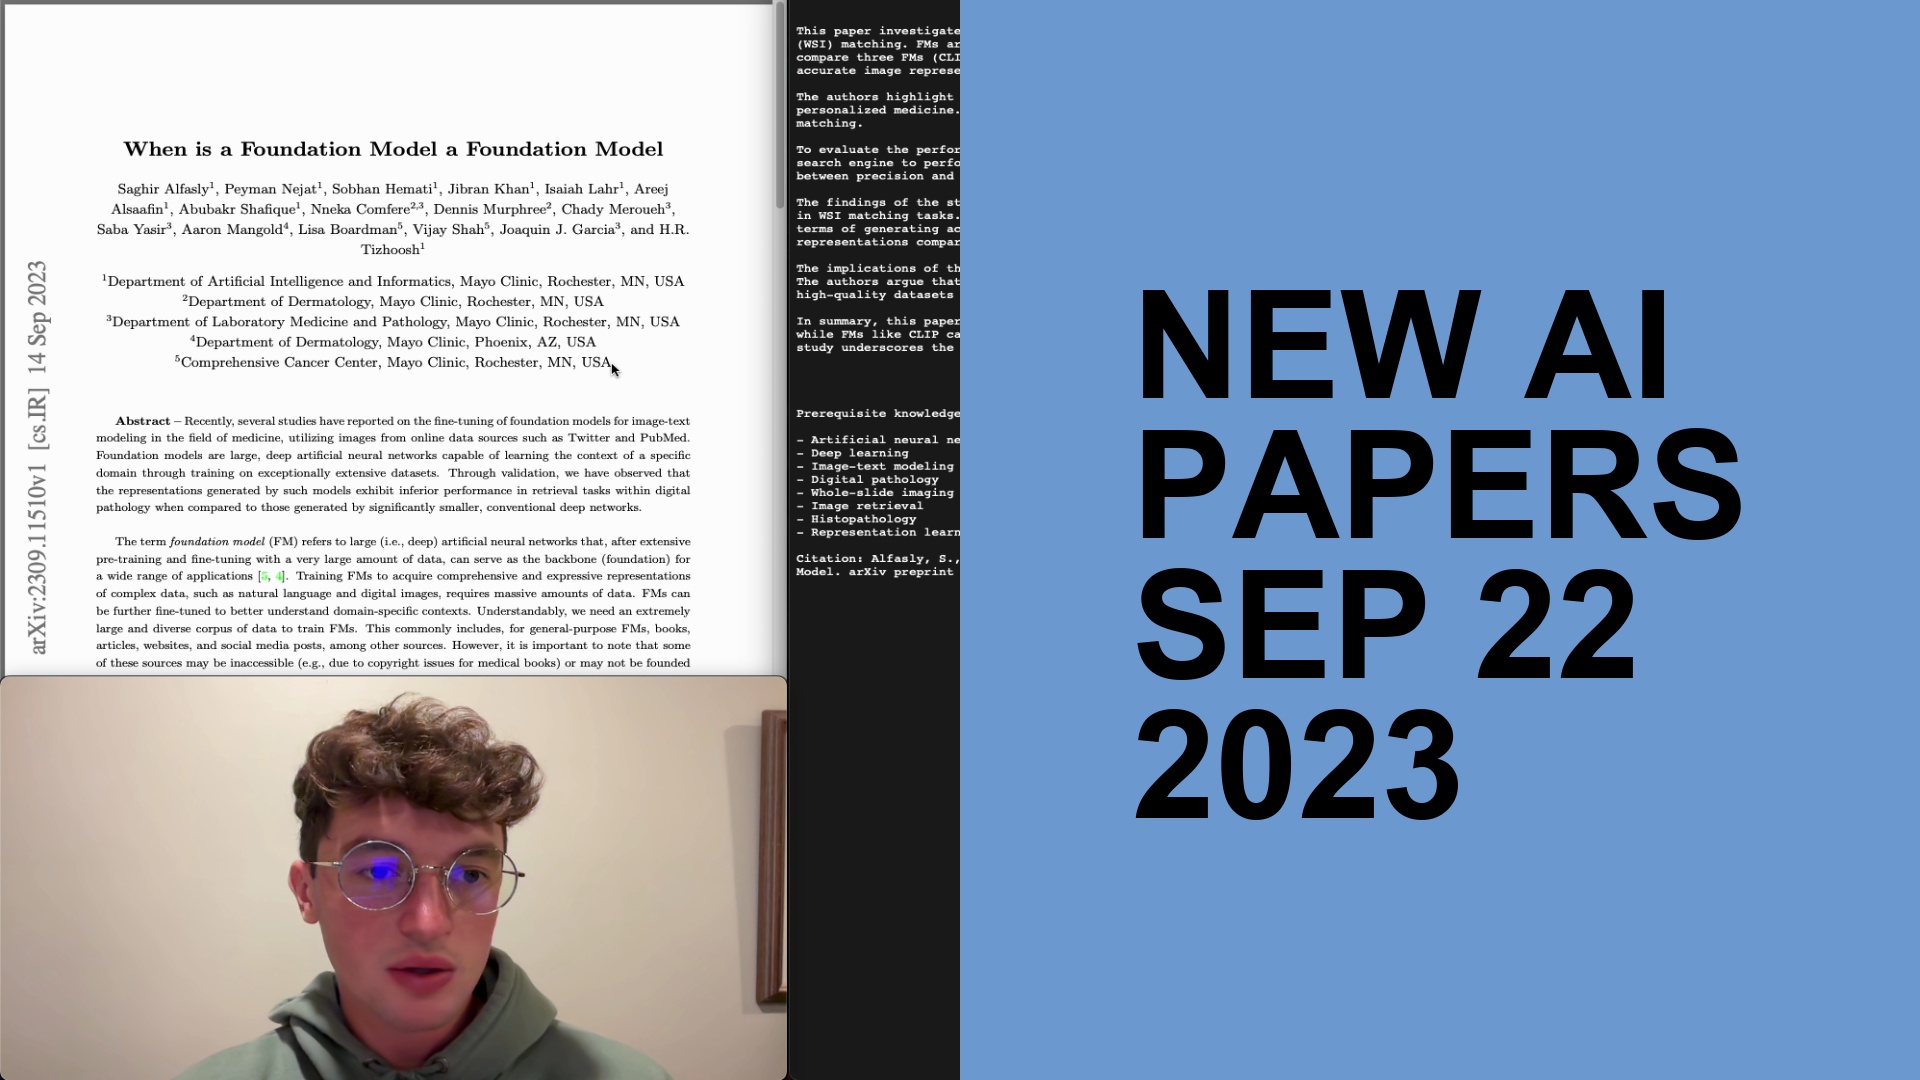 When is a Foundation Model a Foundation Model
Saghir Alfasly1, Peyman Nejat1, Sobhan Hemati1, Jibran Khan1, Isaiah Lahr1, Areej
Alsaafin1, Abubakr Shafique1, Nneka Comfere2,3, Dennis Murphree2, Chady Meroueh3,
Saba Yasir3, Aaron Mangold4, Lisa Boardman5, Vijay Shah5, Joaquin J. Garcia3, and H.R.
Tizhoosh1
1Department of Artificial Intelligence and Informatics, Mayo Clinic, Rochester, MN, USA
2Department of Dermatology, Mayo Clinic, Rochester, MN, USA
3Department of Laboratory Medicine and Pathology, Mayo Clinic, Rochester, MN, USA
4Department of Dermatology, Mayo Clinic, Phoenix, AZ, USA
5Comprehensive Cancer Center, Mayo Clinic, Rochester, MN, USA
arXiv:2309.11510v1 [cs.IR] 14 Sep 2023
Abstract – Recently, several studies have reported on the fine-tuning of foundation models for image-text
modeling in the field of medicine, utilizing images from online data sources such as Twitter and PubMed.
Foundation models are large, deep artificial neural networks capable of learning the context of a specific
domain through training on exceptionally extensive datasets. Through validation, we have observed that
the representations generated by such models exhibit inferior performance in retrieval tasks within digital
pathology when compared to those generated by significantly smaller, conventional deep networks.
The term foundation model (FM) refers to large (i.e., deep) artificial neural networks that, after extensive
pre-training and fine-tuning with a very large amount of data, can serve as the backbone (foundation) for
a wide range of applications [5, 4]. Training FMs to acquire comprehensive and expressive representations
of complex data, such as natural language and digital images, requires massive amounts of data. FMs can
be further fine-tuned to better understand domain-specific contexts. Understandably, we need an extremely
large and diverse corpus of data to train FMs. This commonly includes, for general-purpose FMs, books,
articles, websites, and social media posts, among other sources. However, it is important to note that some
of these sources may be inaccessible (e.g., due to copyright issues for medical books) or may not be founded
This paper investigate
(WSI) matching. FMs ar
compare three FMs (CLI
accurate image represe
The authors highlight
personalized medicine.
matching.
To evaluate the perfor
search engine to perfo
between precision and
The findings of the st
in WSI matching tasks.
terms of generating ac
representations compar
The implications of th
The authors argue that
high-quality datasets
In summary, this paper
while FMs like CLIP ca
study underscores the
Prerequisite knowledge
- Artificial neural ne
- Deep learning
- Image-text modeling
- Digital pathology
- Whole-slide imaging
- Image retrieval
- Histopathology
- Representation learn
Citation: Alfasly, S.,
Model. arXiv preprint
NEW AI
PAPERS
SEP 22
2023